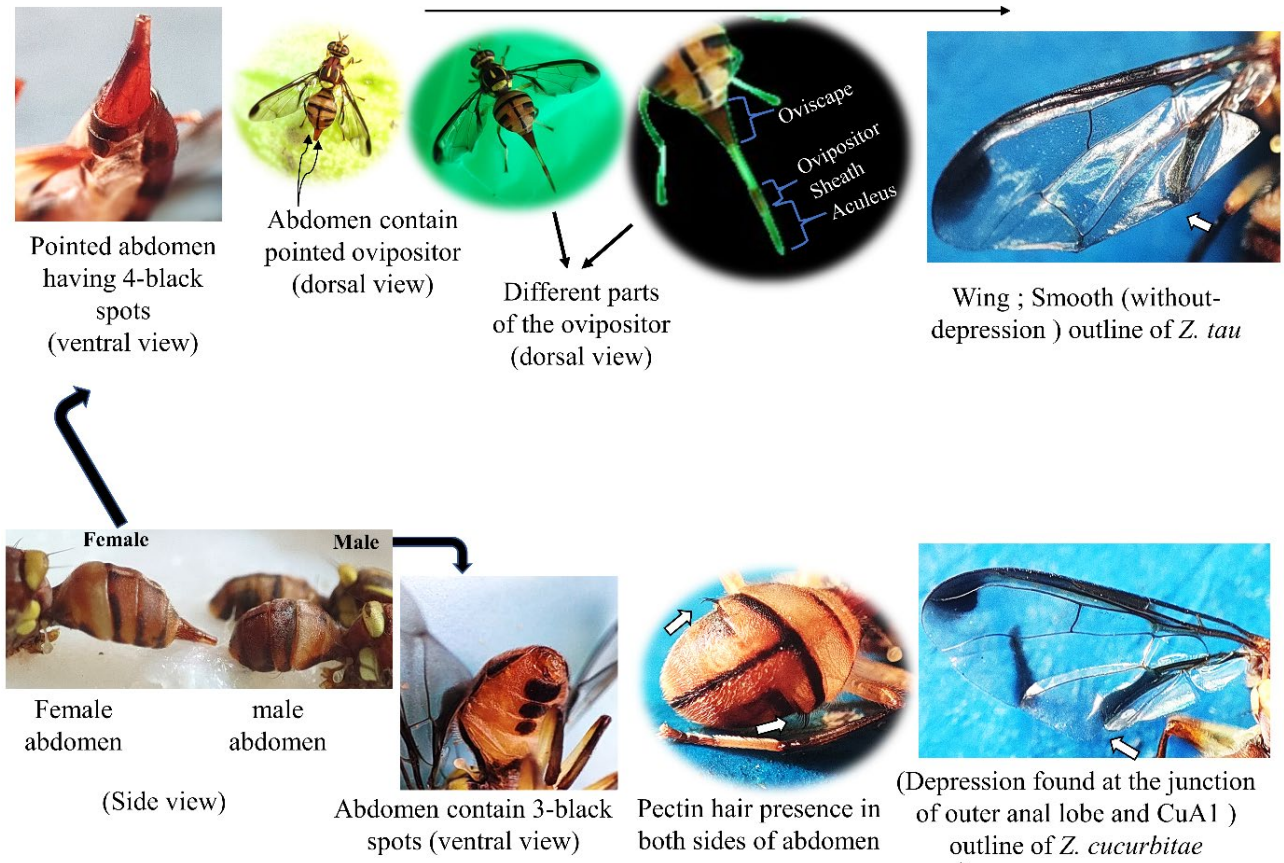 Oviscape
Ovipositor
Sheath
Aculeus
Pointed abdomen
having 4-black
spots
(ventral view)
Abdomen contain
pointed ovipositor
(dorsal view)
Different parts
of the ovipositor
(dorsal view)
Wing ; Smooth (without-
depression ) outline of Z. tau
Female
Male
Female
abdomen
male
abdomen
(Side view)
Abdomen contain 3-black
spots (ventral view)
Pectin hair presence in
both sides of abdomen
(Depression found at the junction
of outer anal lobe and CuA1 )
outline of Z. cucurbitae